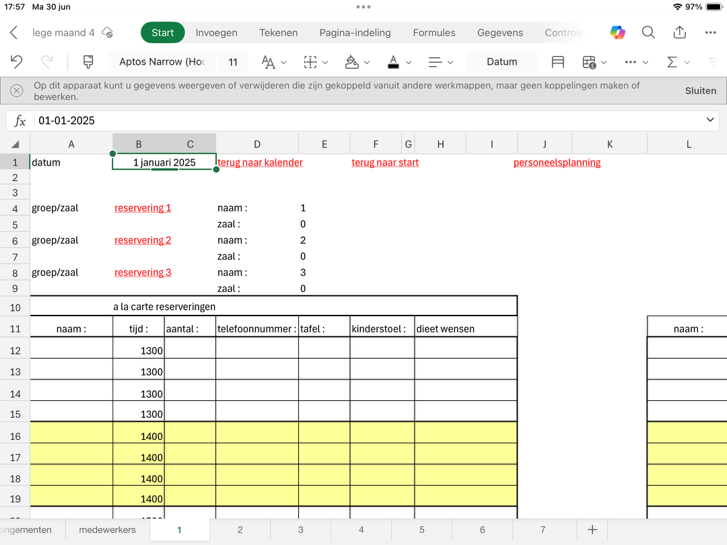 17:57 Ma 30 jun 97%
lege maand 4 Start Invoegen Tekenen Pagina-indeling Formules Gegevens Control
Aptos Narrow (Hoo 11 A Datum
Op dit apparaat kunt u gegevens weergeven of verwijderen die zijn gekoppeld vanuit andere werkmappen, maar geen koppelingen maken of
bewerken. Sluiten
fx 01-01-2025
A B C D E F G H I J K L
1 datum 1 januari 2025 terug naar kalender terug naar start personeelsplanning
2
3
4 groep/zaal reservering 1 naam : 1
5 zaal : 0
6 groep/zaal reservering 2 naam : 2
7 zaal : 0
8 groep/zaal reservering 3 naam : 3
9 zaal : 0
10 a la carte reserveringen
11 naam : tijd : aantal : telefoonnummer : tafel : kinderstoel : dieet wensen naam :
12 1300
13 1300
14 1300
15 1300
16 1400
17 1400
18 1400
19 1400
angementen medewerkers 1 2 3 4 5 6 7 +